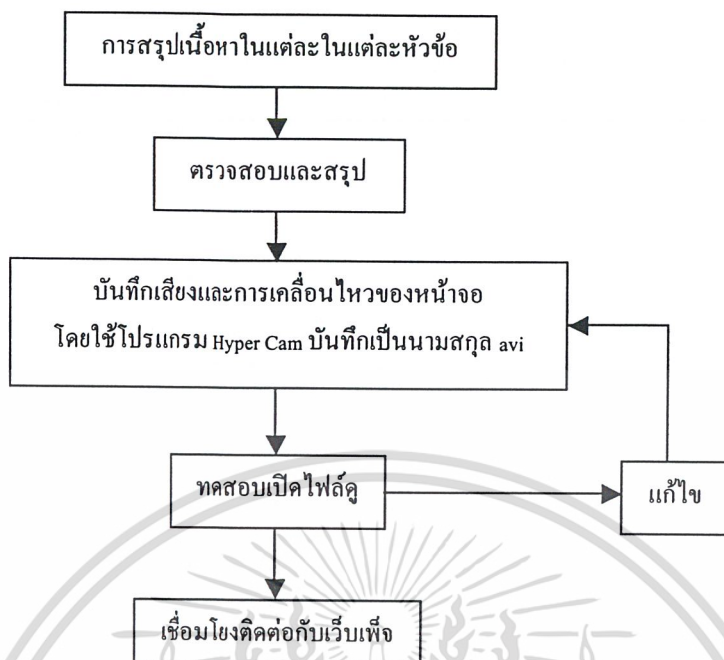 การสรุปเนื้อหาในแต่ละในแต่ละหัวข้อ
ตรวจสอบและสรุป
บันทึกเสียงและการเคลื่อนไหวของหน้าจอ
โดยใช้โปรแกรม Hyper Cam บันทึกเป็นนามสกุล avi
ทดสอบเปิดไฟล์ดู
แก้ไข
เชื่อมโยงติดต่อกับเว็บเพ็จ